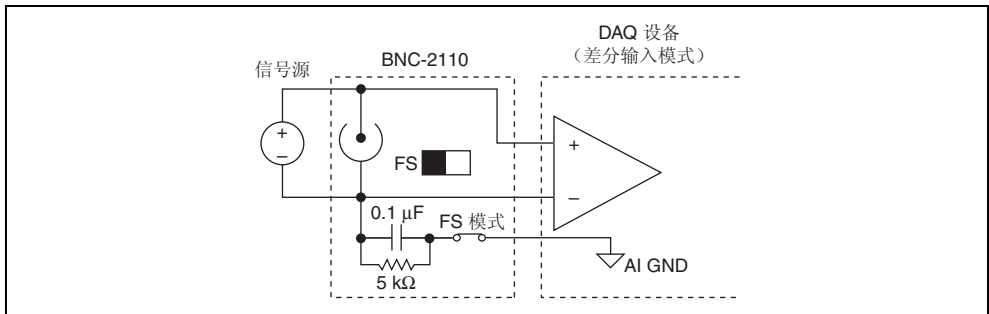 DAQ 设备
（差分输入模式）
BNC-2110
信号源
+
–
FS
+
–
0.1 μF
FS 模式
5 kΩ
AI GND